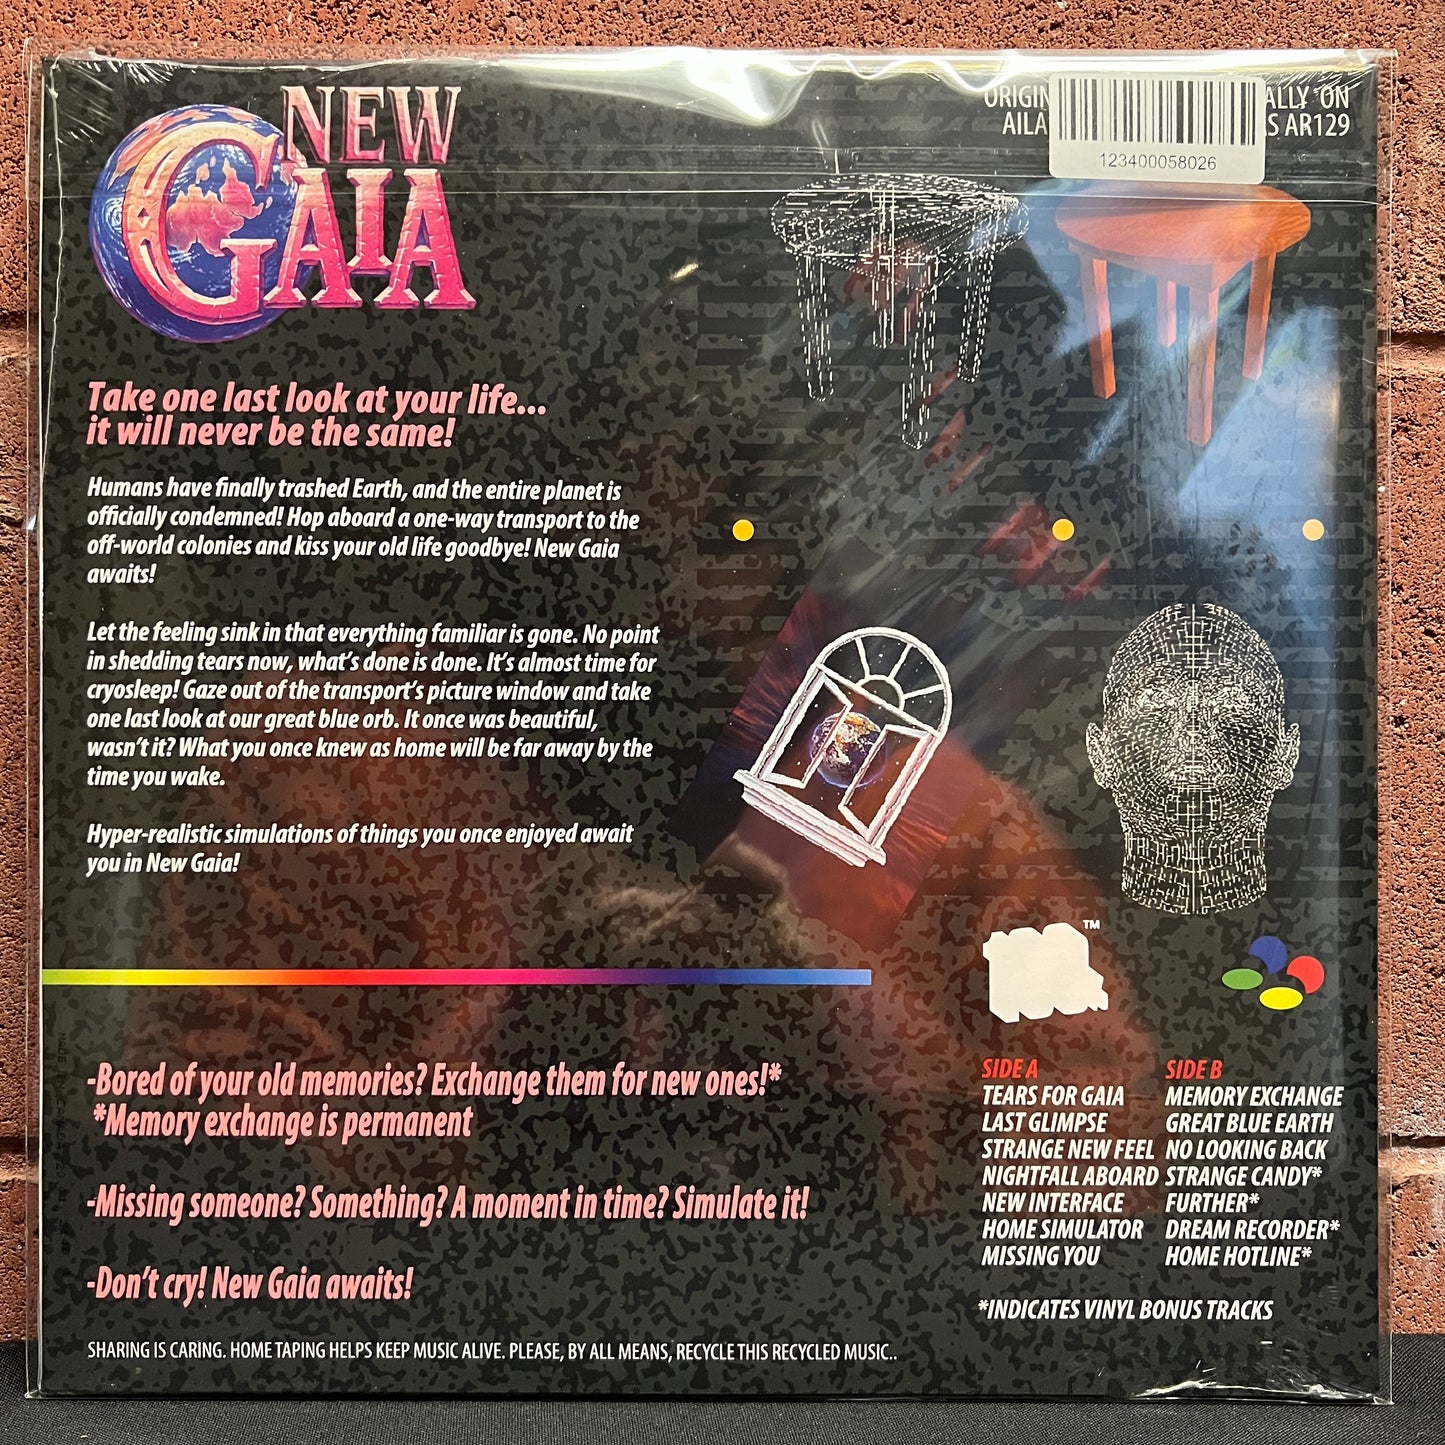 NEW
GAIA
ORIGIN ALLY ON
AILA S AR129
123400058026
Take one last look at your life...
it will never be the same!
Humans have finally trashed Earth, and the entire planet is
officially condemned! Hop aboard a one-way transport to the
off-world colonies and kiss your old life goodbye! New Gaia
awaits!
Let the feeling sink in that everything familiar is gone. No point
in shedding tears now, what's done is done. It's almost time for
cryosleep! Gaze out of the transport's picture window and take
one last look at our great blue orb. It once was beautiful,
wasn't it? What you once knew as home will be far away by the
time you wake.
Hyper-realistic simulations of things you once enjoyed await
you in New Gaia!
TM
-Bored of your old memories? Exchange them for new ones!*
*Memory exchange is permanent
-Missing someone? Something? A moment in time? Simulate it!
-Don't cry! New Gaia awaits!
SIDE A
TEARS FOR GAIA
LAST GLIMPSE
STRANGE NEW FEEL
NIGHTFALL ABOARD
NEW INTERFACE
HOME SIMULATOR
MISSING YOU
SIDE B
MEMORY EXCHANGE
GREAT BLUE EARTH
NO LOOKING BACK
STRANGE CANDY*
FURTHER*
DREAM RECORDER*
HOME HOTLINE*
*INDICATES VINYL BONUS TRACKS
SHARING IS CARING. HOME TAPING HELPS KEEP MUSIC ALIVE. PLEASE, BY ALL MEANS, RECYCLE THIS RECYCLED MUSIC..